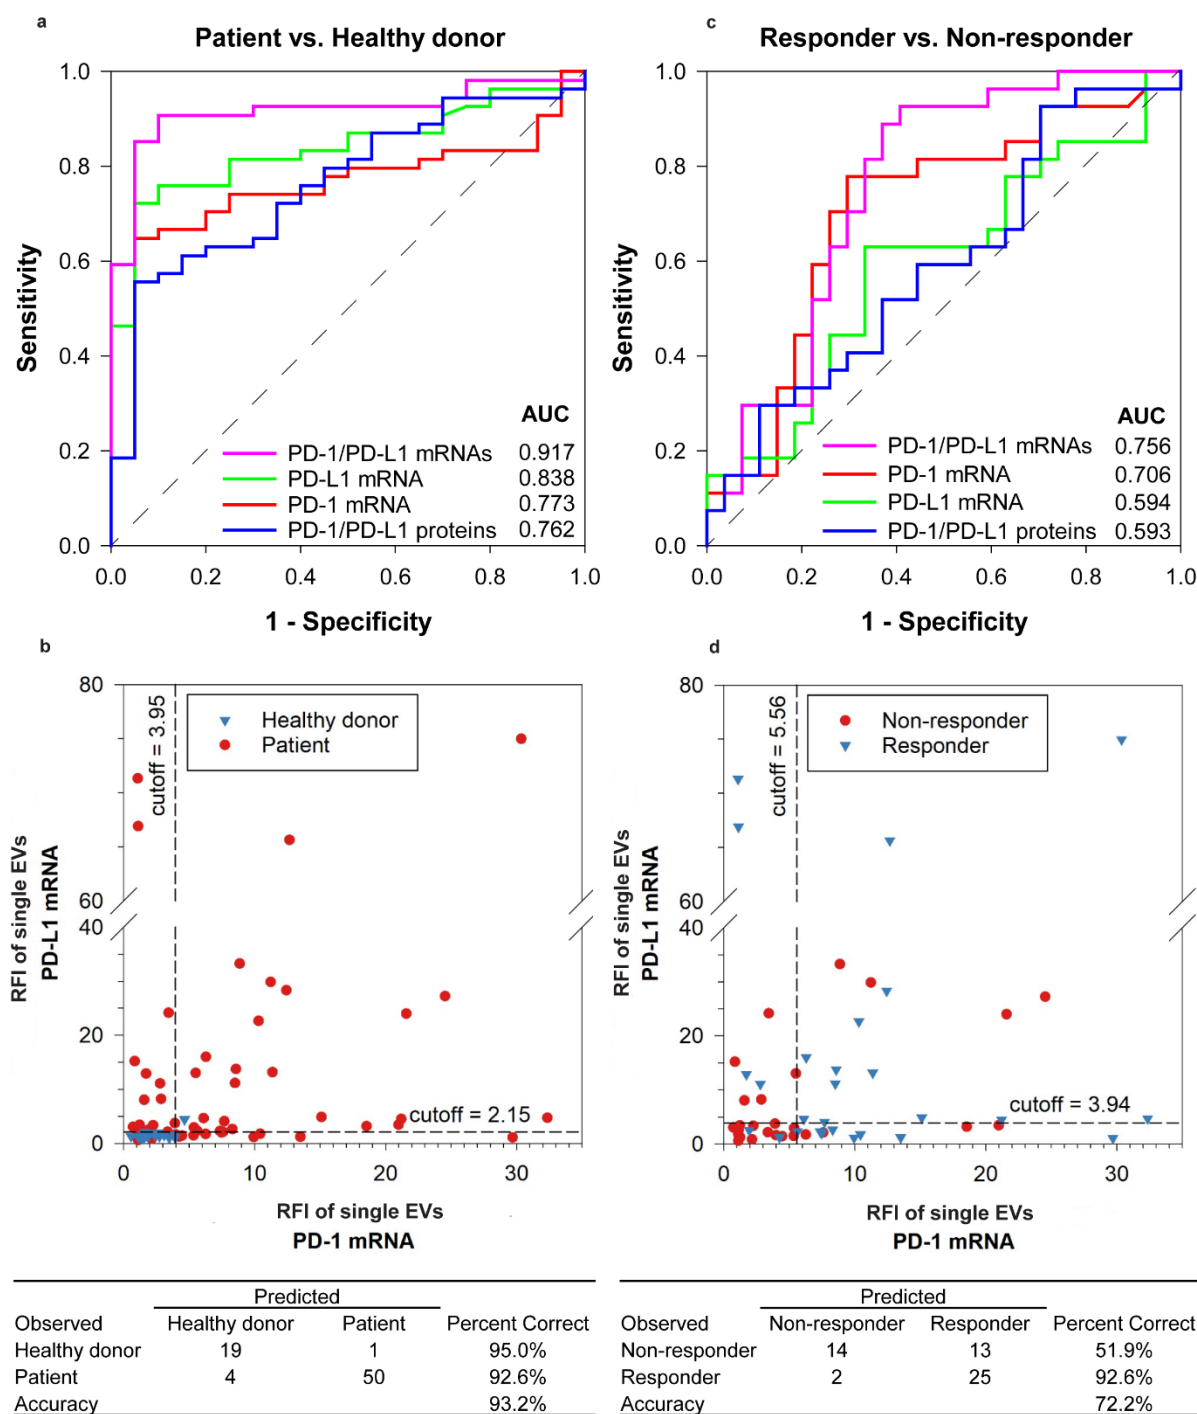 a
Patient vs. Healthy donor
1.0
0.8
0.6
0.4
0.2
0.0
Sensitivity
AUC
PD-1/PD-L1 mRNAs 0.917
PD-L1 mRNA 0.838
PD-1 mRNA 0.773
PD-1/PD-L1 proteins 0.762
0.0 0.2 0.4 0.6 0.8 1.0
1 - Specificity
c
Responder vs. Non-responder
1.0
0.8
0.6
0.4
0.2
0.0
Sensitivity
AUC
PD-1/PD-L1 mRNAs 0.756
PD-1 mRNA 0.706
PD-L1 mRNA 0.594
PD-1/PD-L1 proteins 0.593
0.0 0.2 0.4 0.6 0.8 1.0
1 - Specificity
b
80
60
40
20
0
RFI of single EVs
PD-L1 mRNA
cutoff = 3.95
Healthy donor
Patient
cutoff = 2.15
0 10 20 30
RFI of single EVs
PD-1 mRNA
d
80
60
40
20
0
RFI of single EVs
PD-L1 mRNA
cutoff = 5.56
Non-responder
Responder
cutoff = 3.94
0 10 20 30
RFI of single EVs
PD-1 mRNA
Predicted
Observed Healthy donor Patient Percent Correct
Healthy donor 19 1 95.0%
Patient 4 50 92.6%
Accuracy 93.2%
Predicted
Observed Non-responder Responder Percent Correct
Non-responder 14 13 51.9%
Responder 2 25 92.6%
Accuracy 72.2%